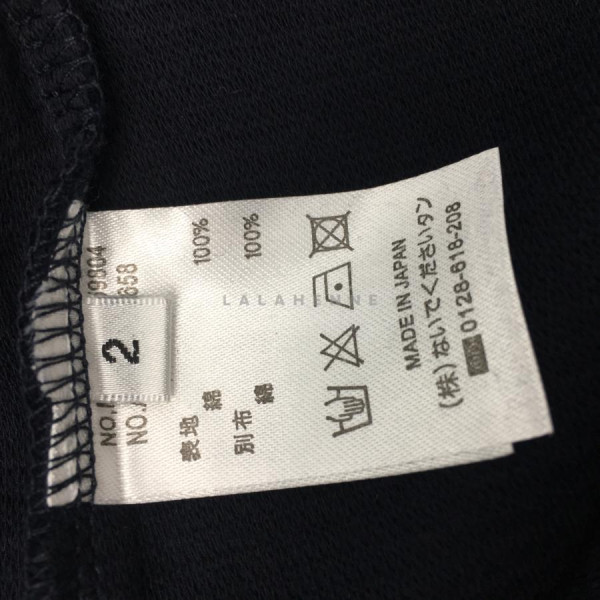 NO.
9804
NO.
658
2
表地 綿 100%
別布 綿 100%
MADE IN JAPAN
(株)ないでくださいタン
0128-618-208
LALAHENNE